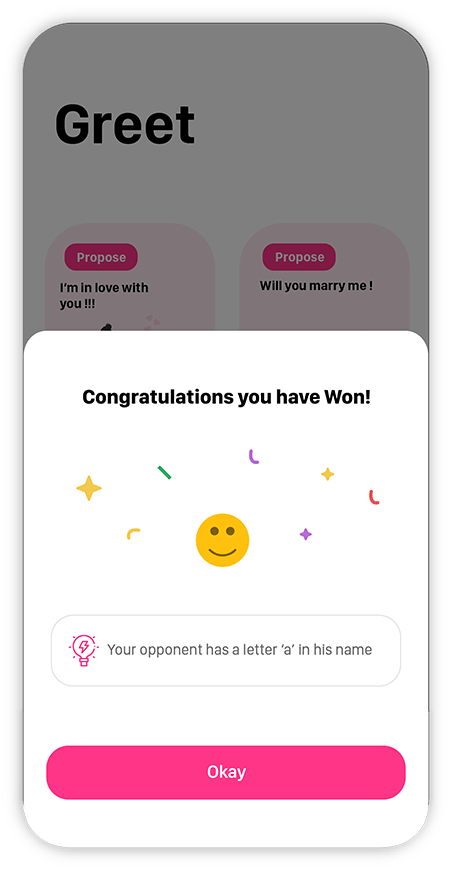 Greet
Propose
Propose
I'm in love with
you !!!
Will you marry me !
Congratulations you have Won!
Your opponent has a letter ‘a’ in his name
Okay